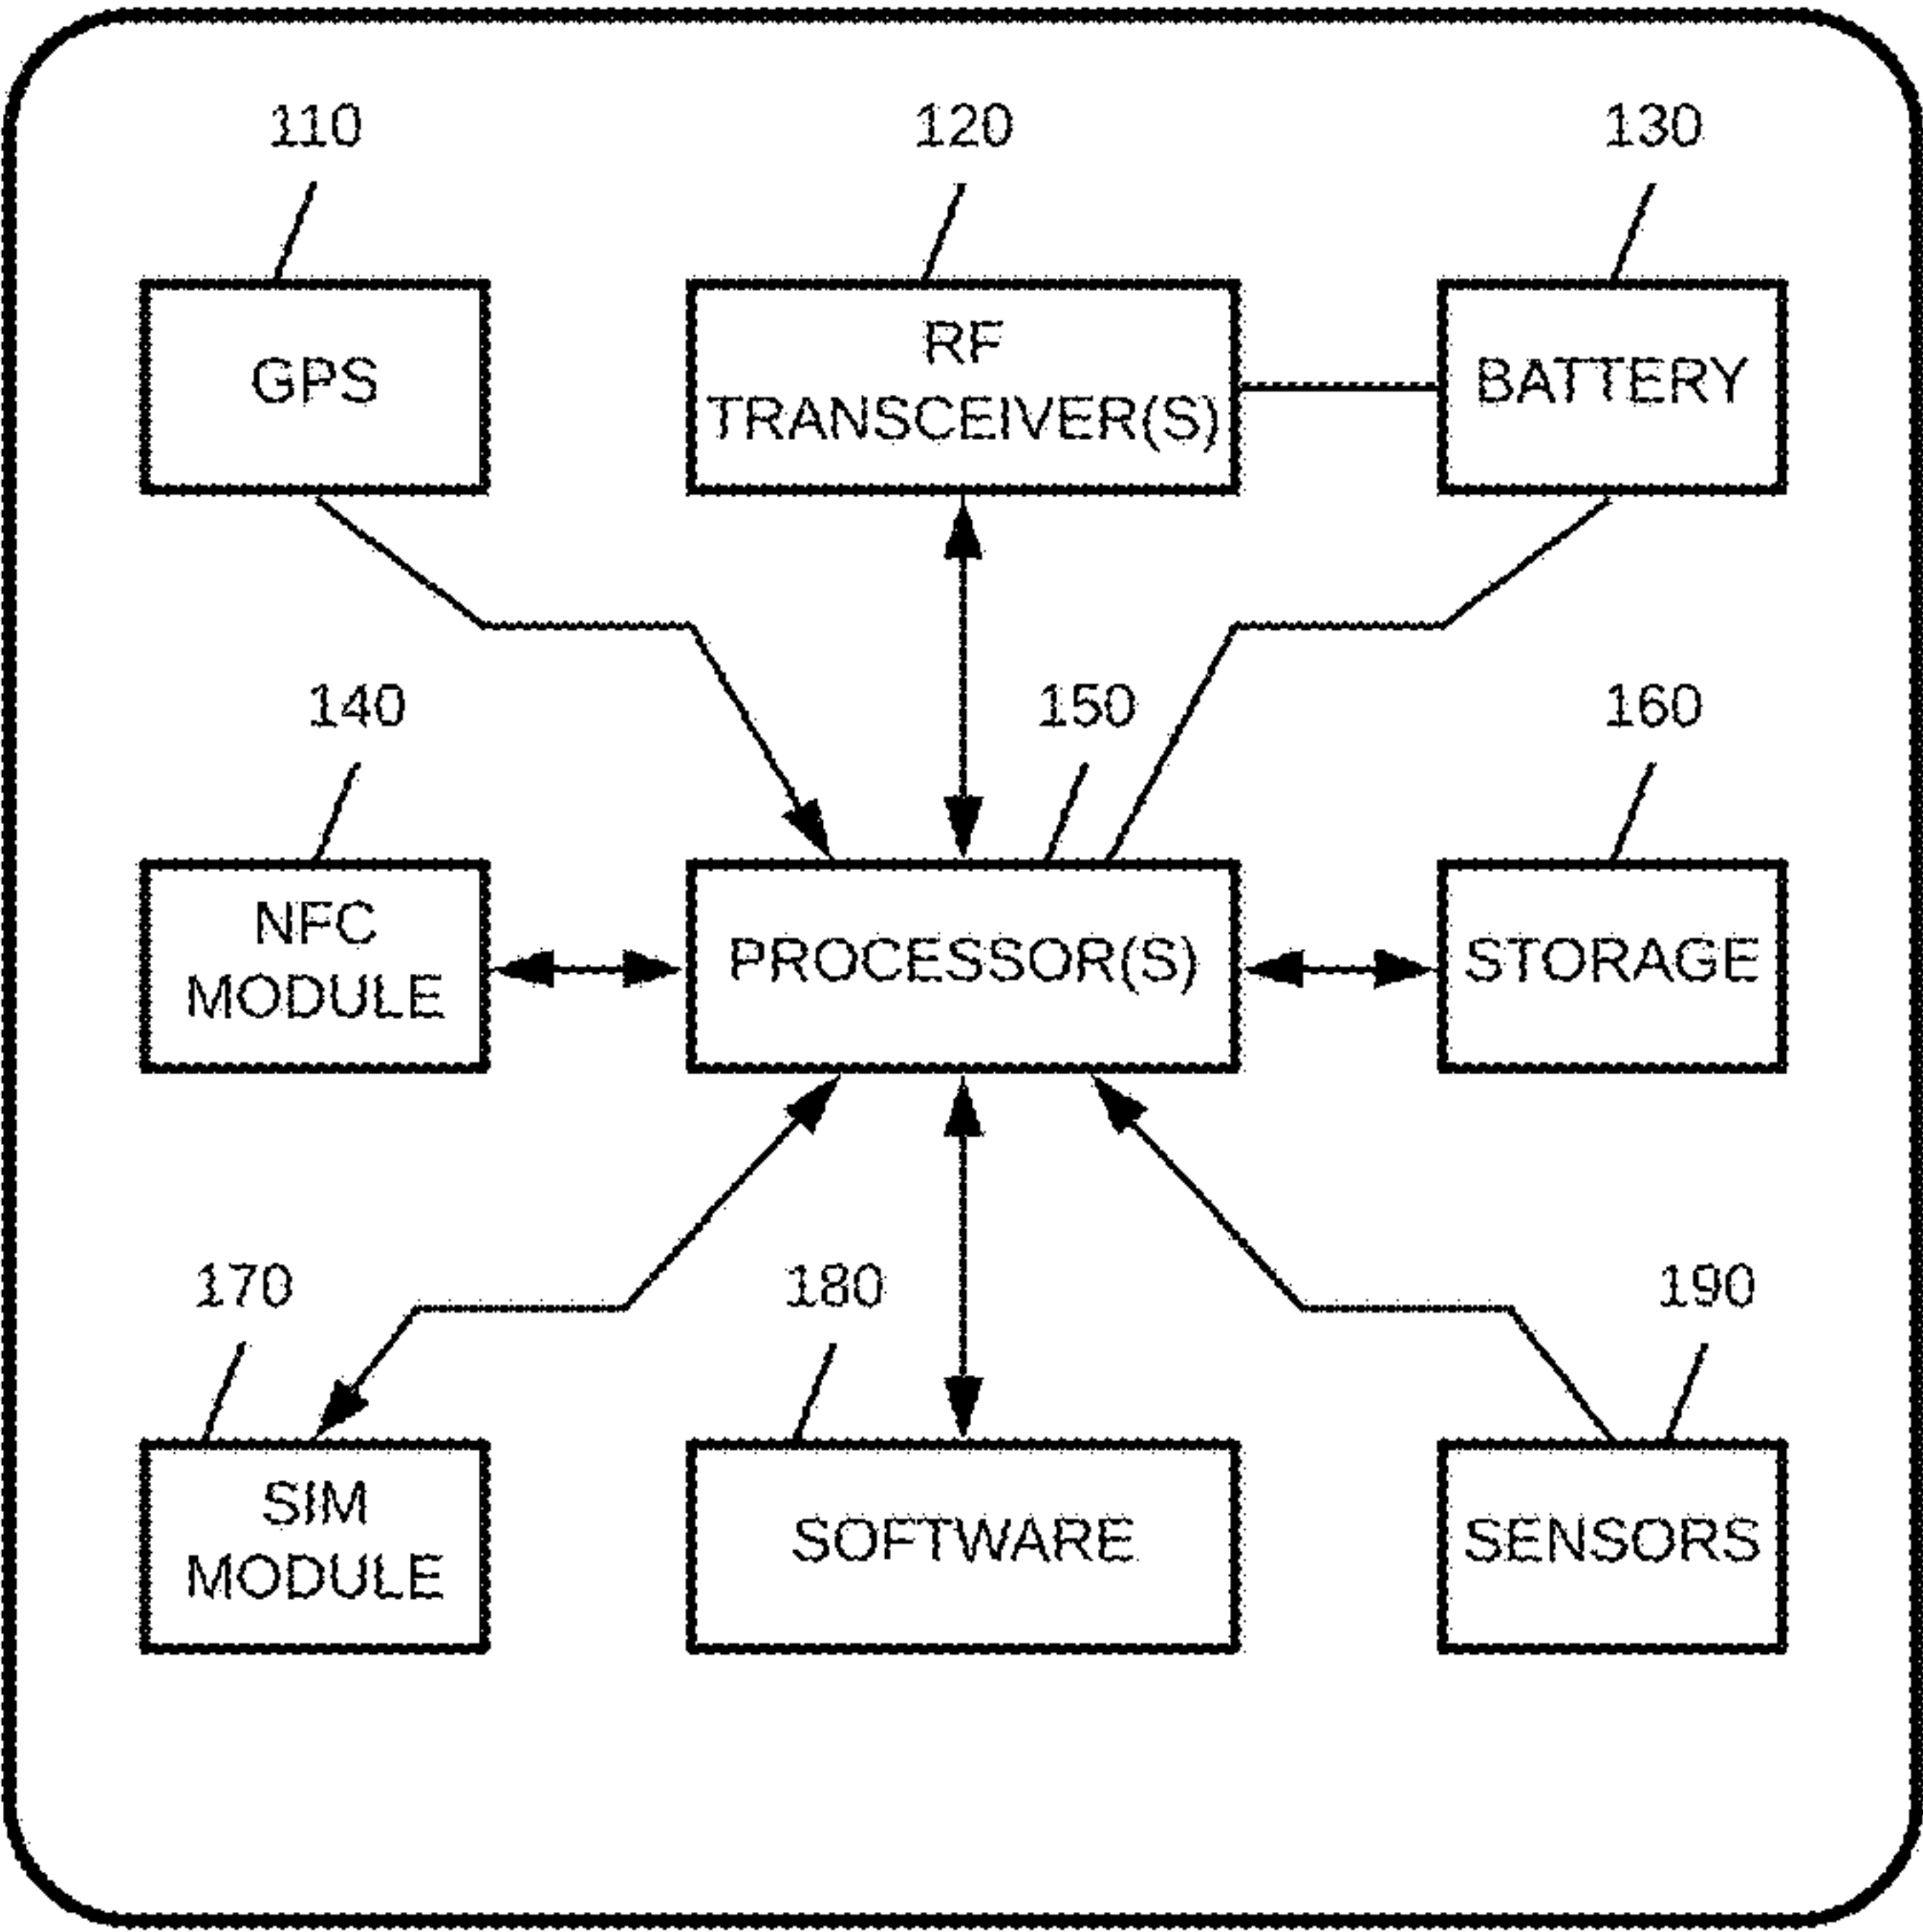 110
120
130
GPS
RF
TRANSCEIVER(S)
BATTERY
140
150
160
NFC
MODULE
PROCESSOR(S)
STORAGE
170
180
190
SIM
MODULE
SOFTWARE
SENSORS